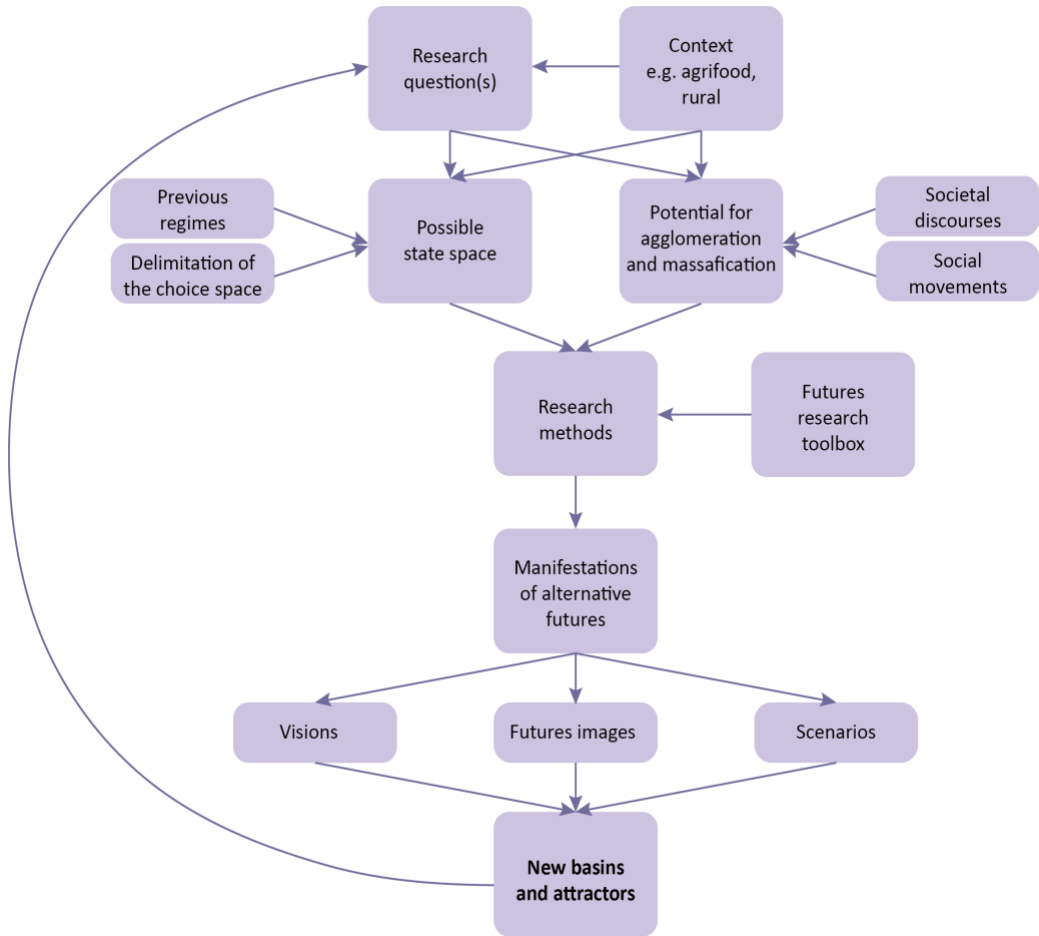 Research
question(s)
Context
e.g. agrifood,
rural
Previous
regimes
Delimitation of
the choice space
Possible
state space
Potential for
agglomeration
and massafication
Societal
discourses
Social
movements
Research
methods
Futures
research
toolbox
Manifestations
of alternative
futures
Visions
Futures images
Scenarios
New basins
and attractors